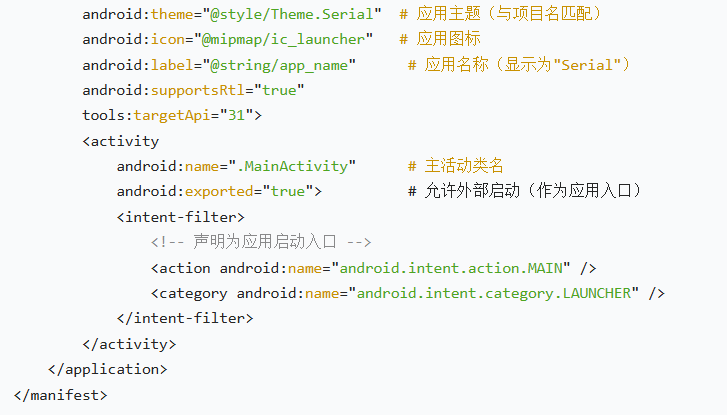 android:theme="@style/Theme.Serial"  # 应用主题（与项目名匹配）
android:icon="@mipmap/ic_launcher"   # 应用图标
android:label="@string/app_name"      # 应用名称（显示为"Serial"）
android:supportsRtl="true"
tools:targetApi="31">
<activity
android:name=".MainActivity"      # 主活动类名
android:exported="true">          # 允许外部启动（作为应用入口）
<intent-filter>
<!-- 声明为应用启动入口 -->
<action android:name="android.intent.action.MAIN" />
<category android:name="android.intent.category.LAUNCHER" />
</intent-filter>
</activity>
</application>
</manifest>